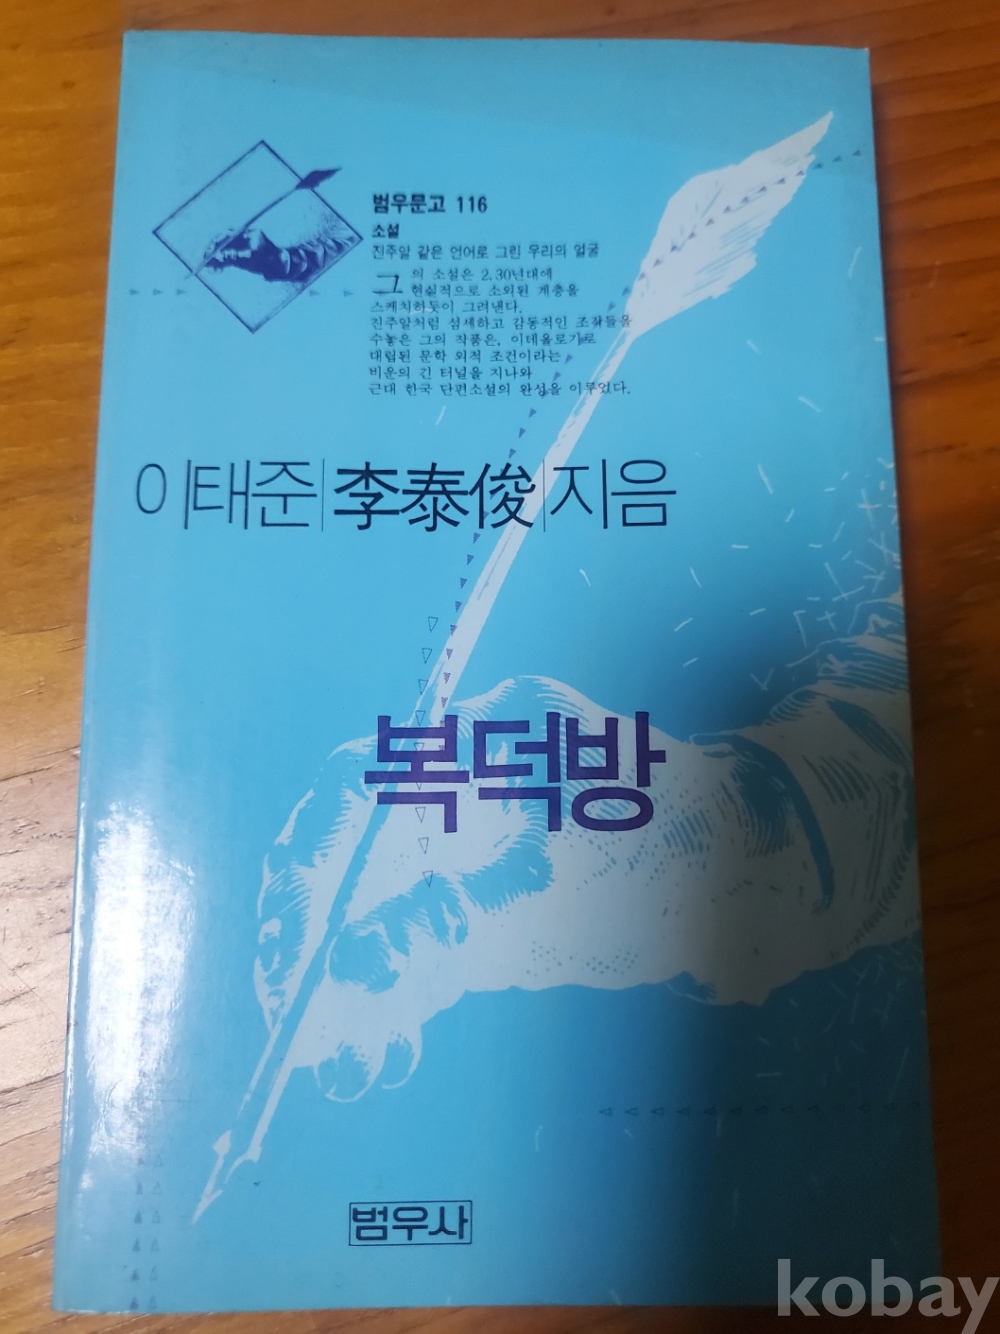 범우문고 116
소설
진주알 같은 언어로 그린 우리의 얼굴
그의 소설은 2.30년대에
현실적으로 소외된 계층을
스케치하듯이 그려낸다.
진주알처럼 섬세하고 감동적인 조각들을
수놓은 그의 작품은, 이데올로기로
대립된 문학 외적 조건이라는
비운의 긴 터널을 지나와
근대 한국 단편소설의 완성을 이루었다.
이태준|李泰俊|지음
복덕방
범우사
kobay